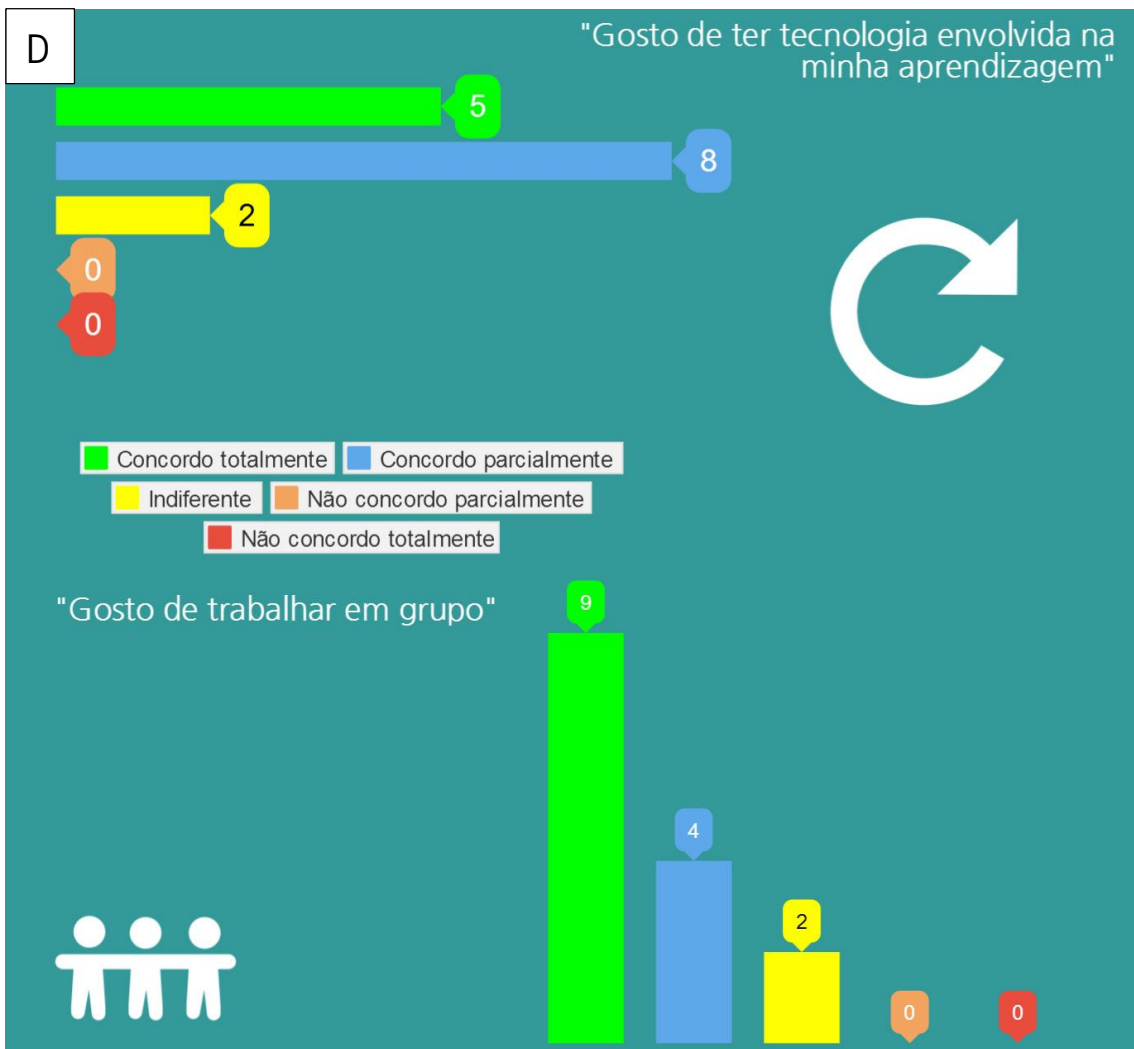 D
"Gosto de ter tecnologia envolvida na
minha aprendizagem"
5
8
2
0
0
Concordo totalmente
Concordo parcialmente
Indiferente
Não concordo parcialmente
Não concordo totalmente
"Gosto de trabalhar em grupo"
9
4
2
0
0